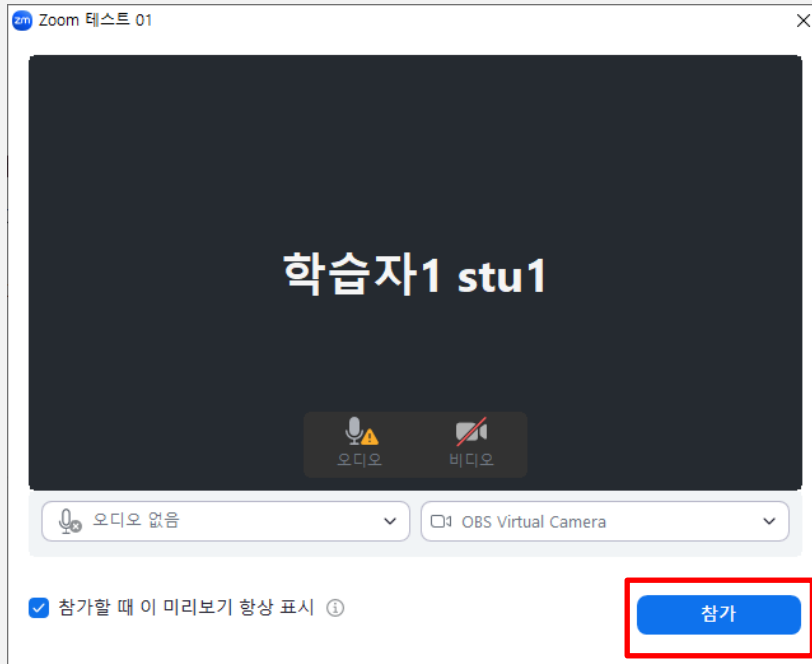 zm Zoom 테스트 01
학습자1 stu1
오디오 비디오
오디오 없음 OBS Virtual Camera
참가할 때 이 미리보기 항상 표시 참가